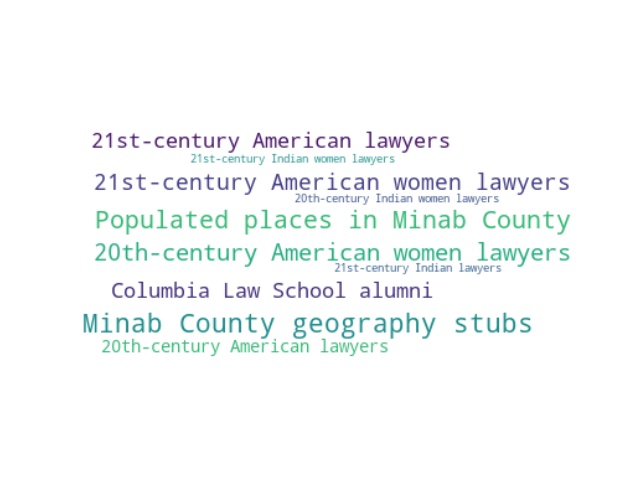 21st-century American lawyers
21st-century Indian women lawyers
21st-century American women lawyers
20th-century Indian women lawyers
Populated places in Minab County
20th-century American women lawyers
21st-century Indian lawyers
Columbia Law School alumni
Minab County geography stubs
20th-century American lawyers